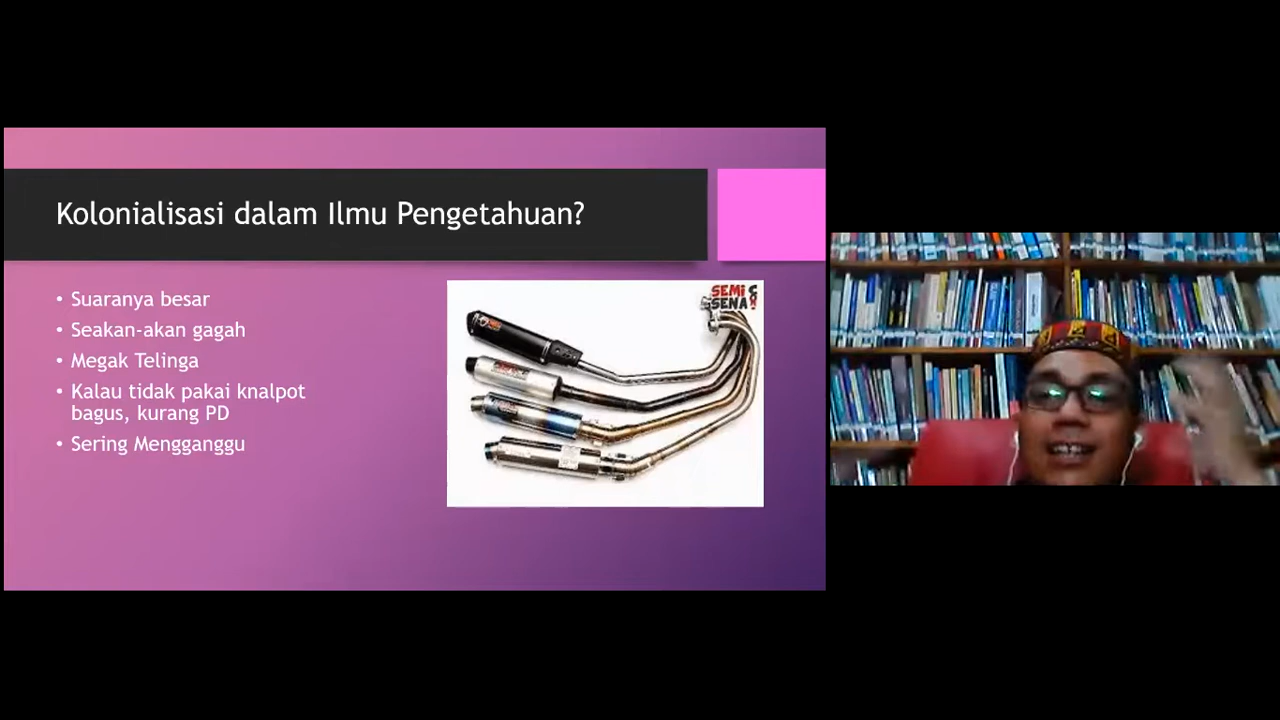 Kolonialisasi dalam Ilmu Pengetahuan?
• Suaranya besar
• Seakan-akan gagah
• Megak Telinga
• Kalau tidak pakai knalpot
bagus, kurang PD
• Sering Mengganggu
SEMI
SENA